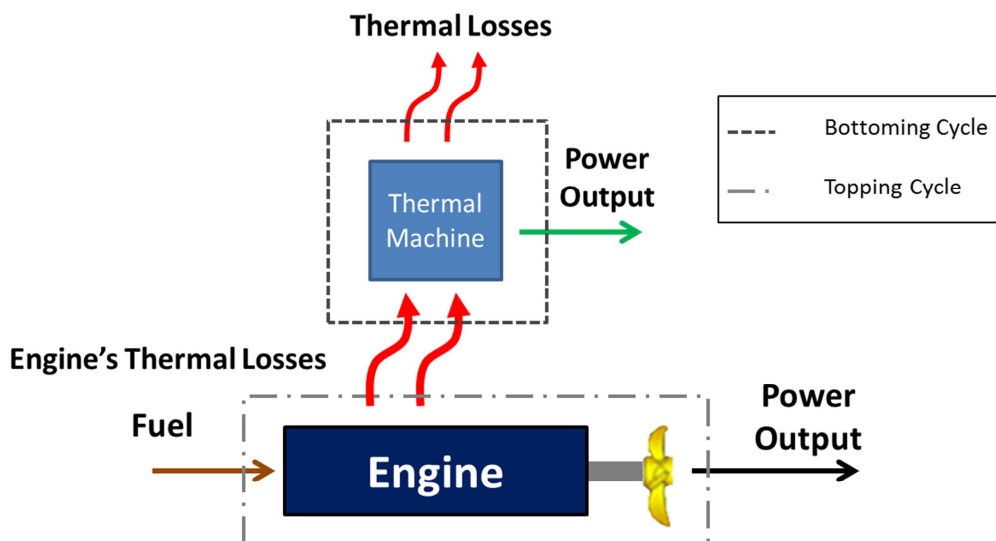 Thermal Losses
Bottoming Cycle
Topping Cycle
Power
Output
Thermal
Machine
Engine's Thermal Losses
Fuel
Power
Output
Engine